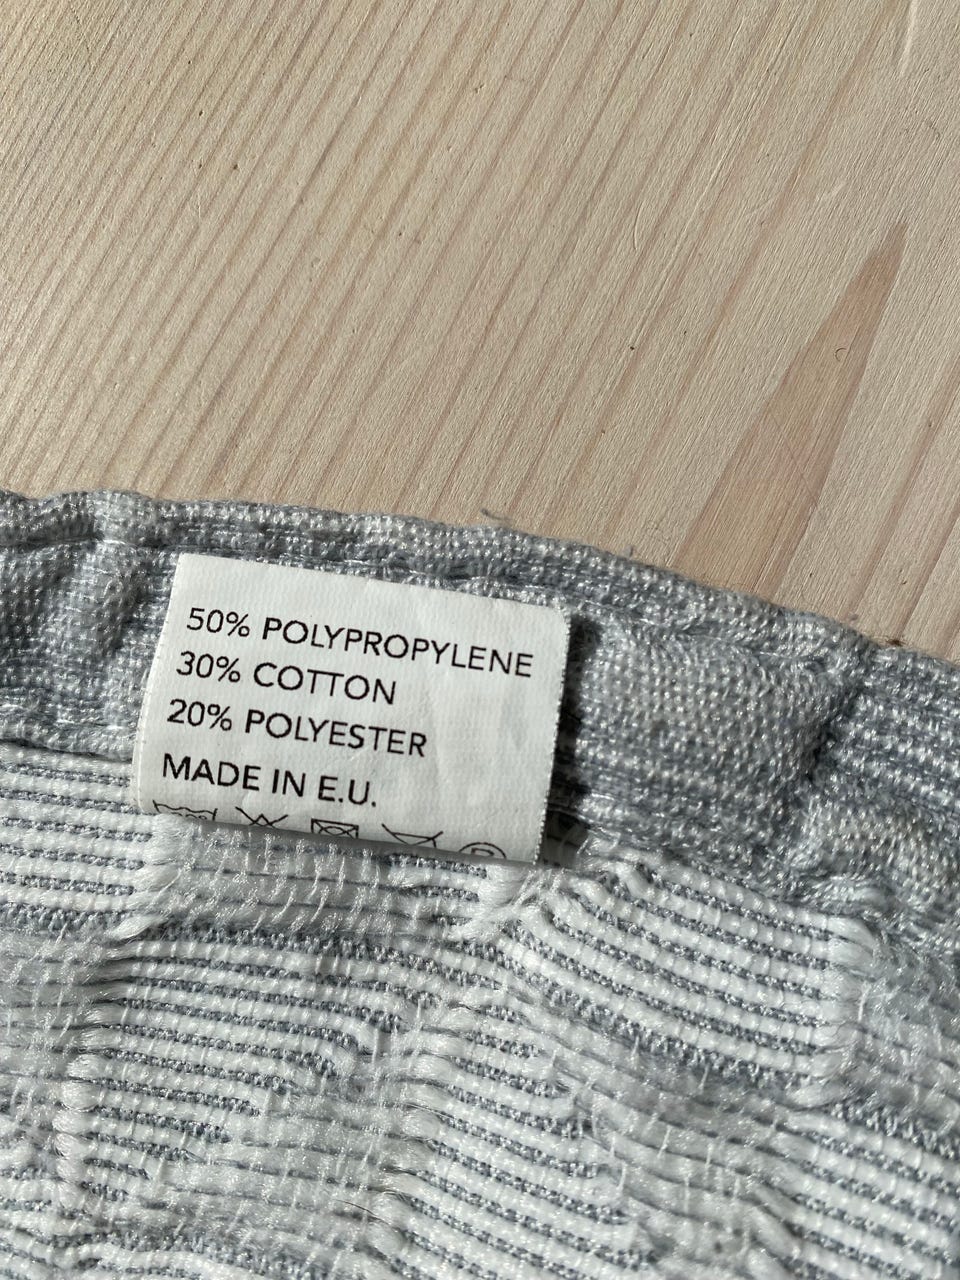 50% POLYPROPYLENE
30% COTTON
20% POLYESTER
MADE IN E.U.